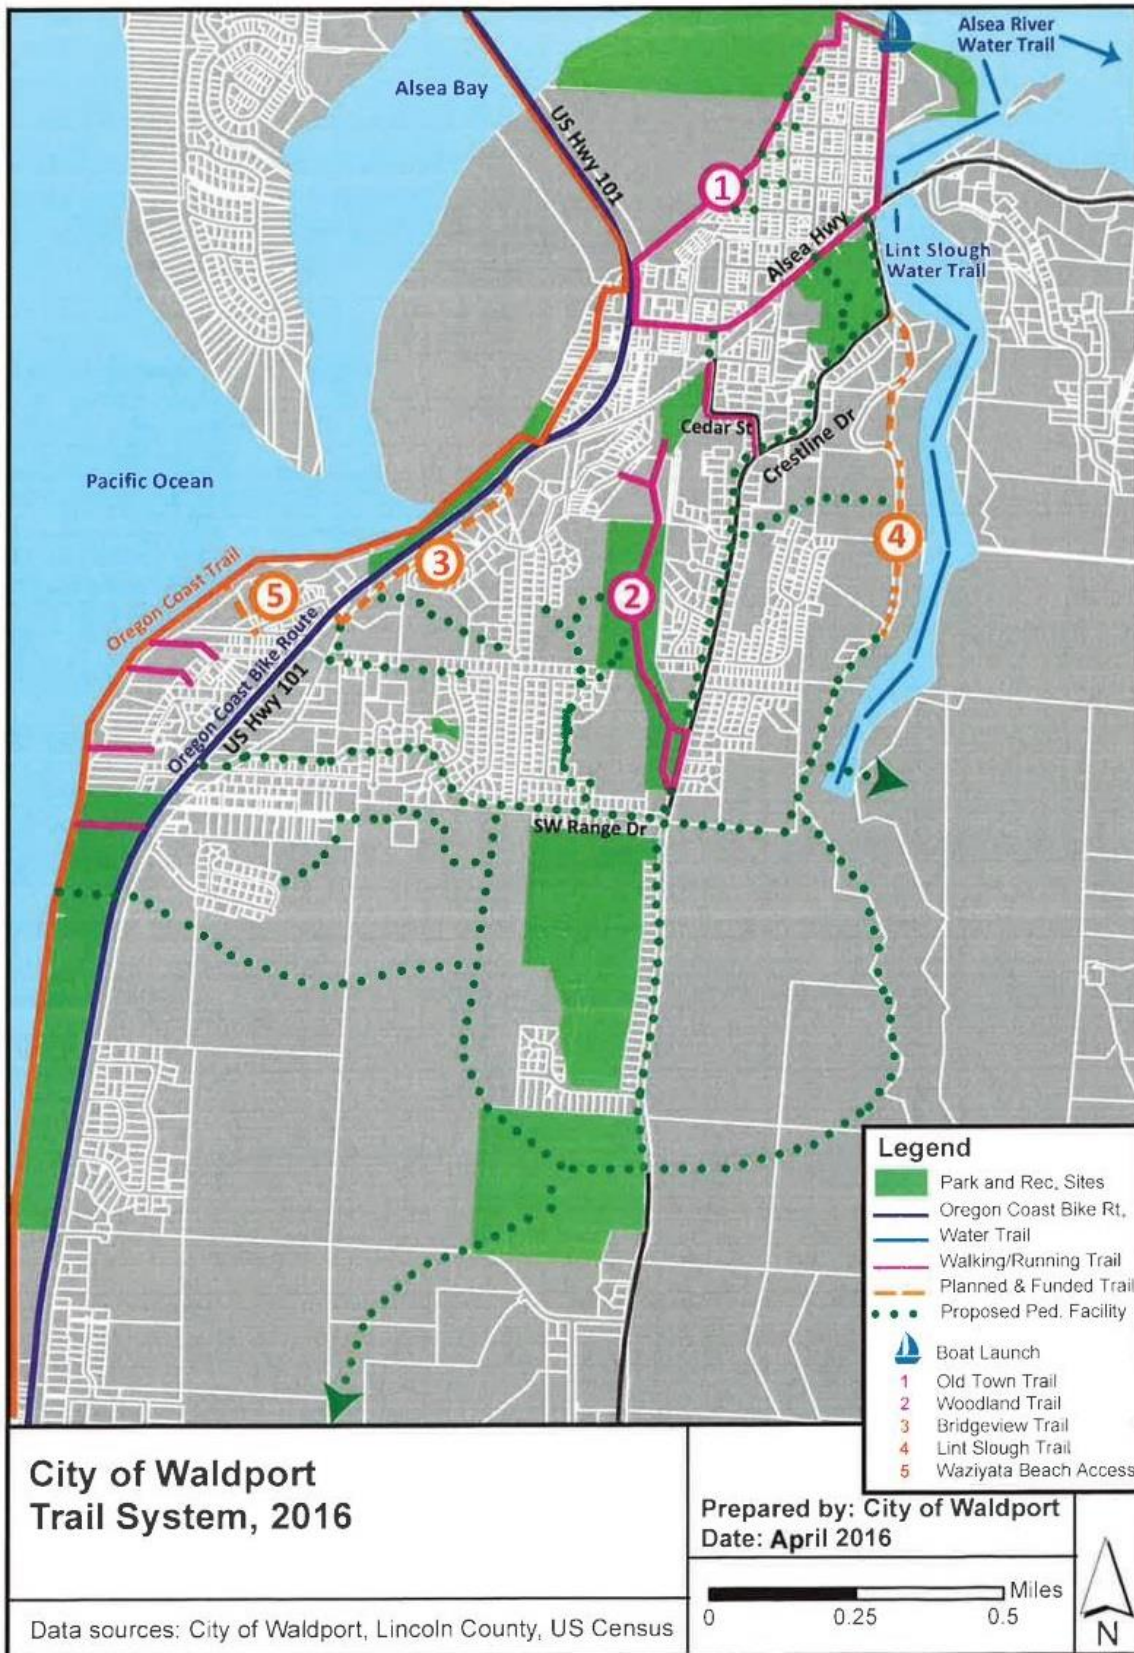 Alsea River
Water Trail
Alsea Bay
US Hwy 101
1
Alsea Hwy
Lint Slough
Water Trail
Cedar St
Crestline Dr
Pacific Ocean
Oregon Coast Trail
3
4
5
2
Oregon Coast Bike Route
US Hwy 101
SW Range Dr
Legend
Park and Rec, Sites
Oregon Coast Bike Rt,
Water Trail
Walking/Running Trail
Planned & Funded Trail
Proposed Ped. Facility
Boat Launch
1 Old Town Trail
2 Woodland Trail
3 Bridgeview Trail
4 Lint Slough Trail
5 Waziyata Beach Access
City of Waldport
Trail System, 2016
Prepared by: City of Waldport
Date: April 2016
Miles
0 0.25 0.5
N
Data sources: City of Waldport, Lincoln County, US Census